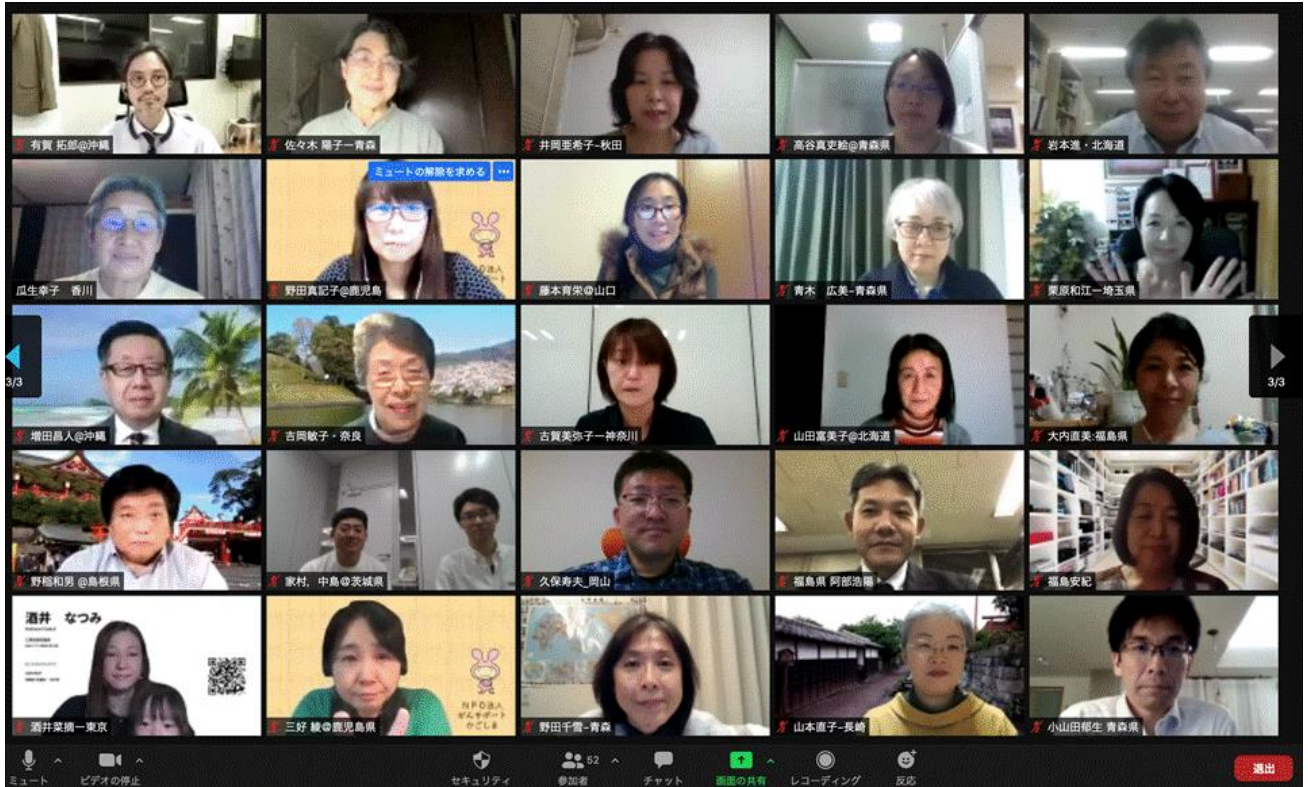 有賀 拓郎@沖縄
佐々木 陽子ー青森
井岡亜希子−秋田
高谷真吏絵@青森県
岩本進・北海道
ミュートの解除を求める ...
瓜生幸子 香川
NPO法人
野田真記子@鹿児島
藤本育栄@山口
青木 広美−青森県
栗原和江ー埼玉県
3/3
3/3
増田昌人@沖縄
吉岡敏子・奈良
古賀美弥子ー神奈川
山田富美子@北海道
大内直美:福島県
野稲和男 @島根県
家村, 中島@茨城県
久保寿夫_岡山
福島県 阿部浩陽
福島安紀
酒井 なつみ
NPO法人
がんサポート
かごしま
酒井菜摘ー東京
三好 綾@鹿児島県
野田千雪−青森
山本直子−長崎
小山田郁生 青森県
52
ミュート
ビデオの停止
セキュリティ
参加者
チャット
画面の共有
レコーディング
反応
退出